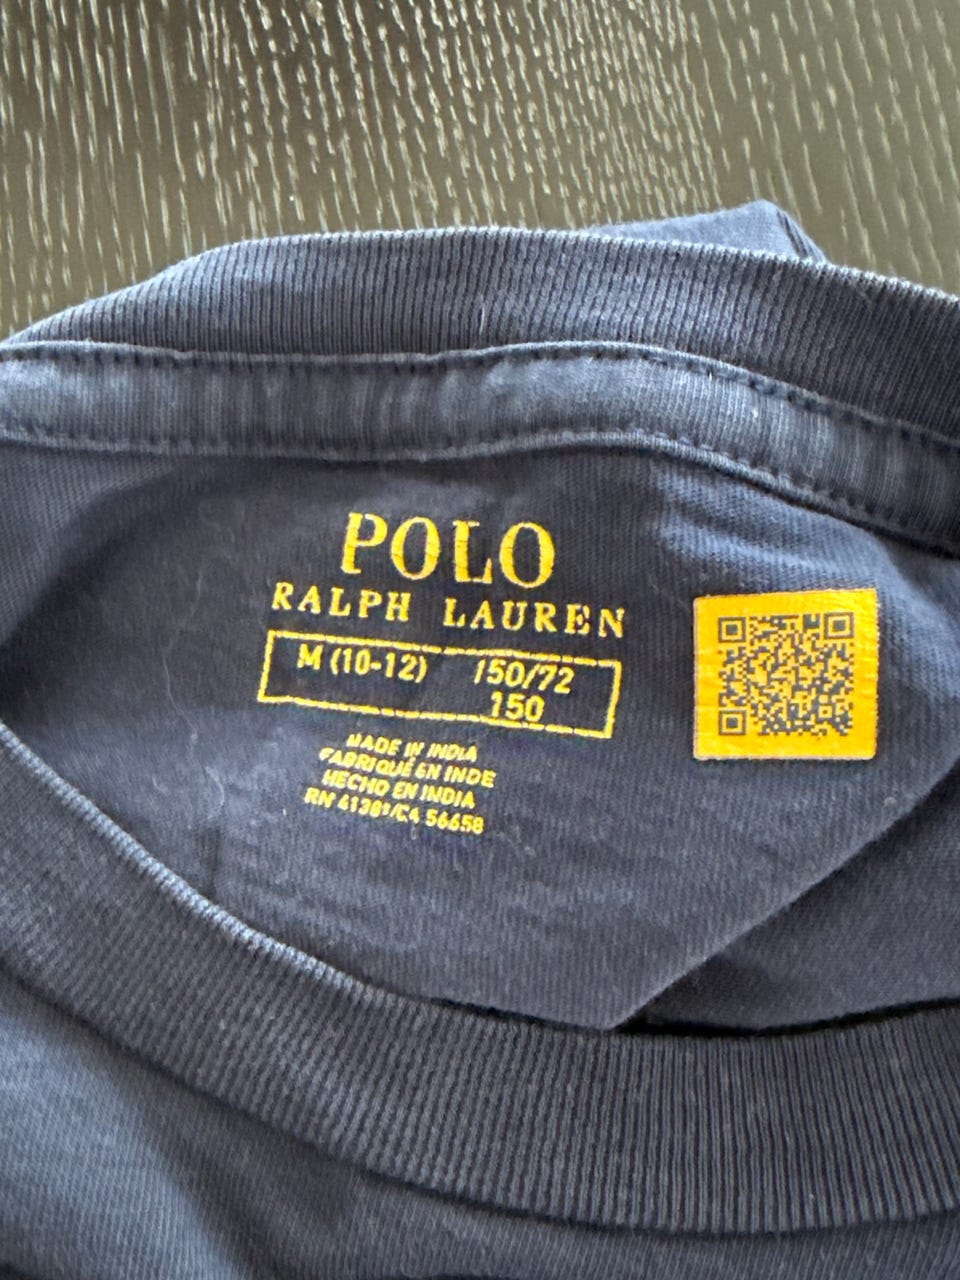 POLO
RALPH LAUREN
M (10-12) 150/72
150
MADE IN INDIA
FABRIQUÉ EN INDE
HECHO EN INDIA
RN 41381/CA 56658